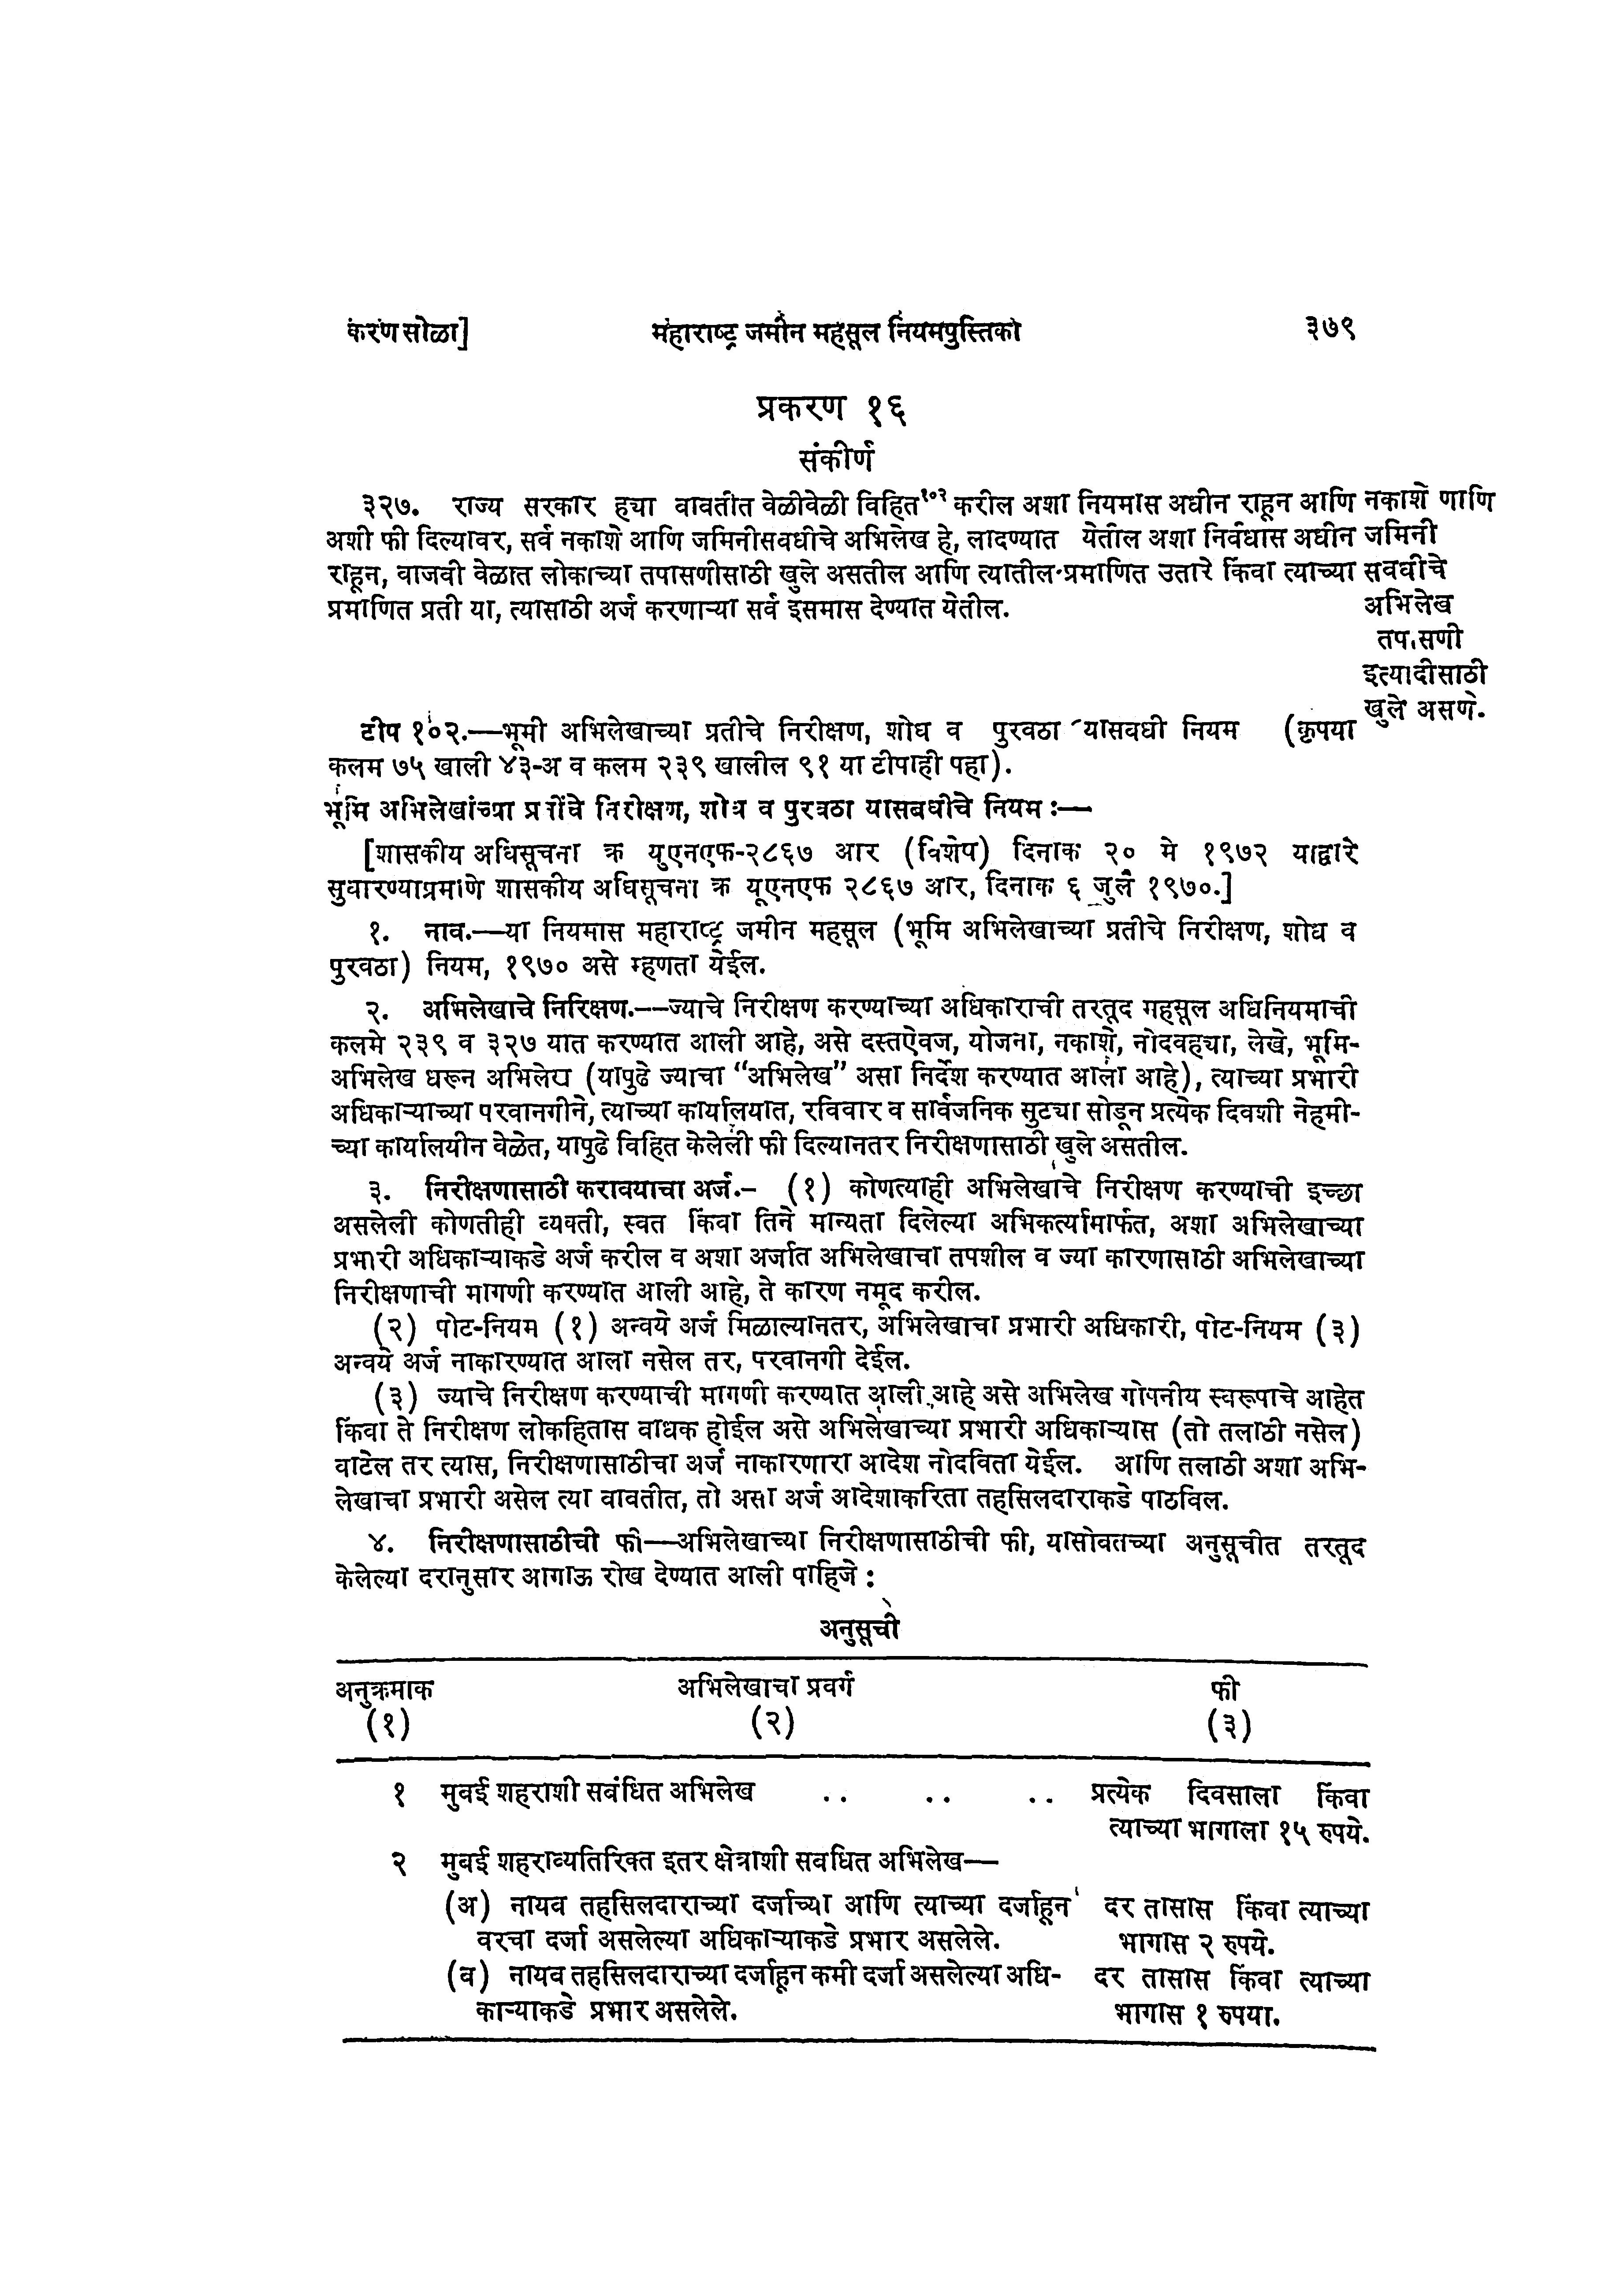 करण सोळा]
महाराष्ट्र जमीन महसूल नियमपुस्तिका
३७९
प्रकरण १६
संकीर्ण
३२७. राज्य सरकार ह्या वावतीत वेळीवेळी विहित१०२ करील अशा नियमास अधीन राहून आणि
अशी फी दिल्यावर, सर्व नकाशे आणि जमिनीसवधीचे अभिलेख हे, लादण्यात येतील अशा निर्वधास अधीन
राहून, वाजवी वेळात लोकाच्या तपासणीसाठी खुले असतील आणि त्यातील प्रमाणित उतारे किंवा त्याच्या
प्रमाणित प्रती या, त्यासाठी अर्ज करणाऱ्या सर्व इसमास देण्यात येतील.
नकाशे णाणि
जमिनी
सवधीचे
अभिलेख
तपासणी
इत्यादीसाठी
खुले असणे.
टीप १०२.—भूमी अभिलेखाच्या प्रतीचे निरीक्षण, शोध व पुरवठा यासवधी नियम (कृपया
कलम ७५ खाली ४३-अ व कलम २३९ खालील ९१ या टीपाही पहा).
भूमि अभिलेखांच्या प्रतींचे निरीक्षण, शोध व पुरवठा यासबधीचे नियम :—
[शासकीय अधिसूचना क्र युएनएफ-२८६७ आर (विशेप) दिनाक २० मे १९७२ याद्वारे
सुधारण्याप्रमाणे शासकीय अधिसूचना क्र यूएनएफ २८६७ आर, दिनाक ६ जुलै १९७०.]
१. नाव.—या नियमास महाराष्ट्र जमीन महसूल (भूमि अभिलेखाच्या प्रतीचे निरीक्षण, शोध व
पुरवठा) नियम, १९७० असे म्हणता येईल.
२. अभिलेखाचे निरिक्षण.——ज्याचे निरीक्षण करण्याच्या अधिकाराची तरतूद महसूल अधिनियमाची
कलमे २३९ व ३२७ यात करण्यात आली आहे, असे दस्तऐवज, योजना, नकाशे, नोदवह्या, लेखे, भूमि-
अभिलेख धरून अभिलेख (यापुढे ज्याचा “अभिलेख” असा निर्देश करण्यात आला आहे), त्याच्या प्रभारी
अधिकाऱ्याच्या परवानगीने, त्याच्या कार्यालयात, रविवार व सार्वजनिक सुट्या सोडून प्रत्येक दिवशी नेहमी-
च्या कार्यालयीन वेळेत, यापुढे विहित केलेली फी दिल्यानतर निरीक्षणासाठी खुले असतील.
३. निरीक्षणासाठी करावयाचा अर्ज.– (१) कोणत्याही अभिलेखाचे निरीक्षण करण्याची इच्छा
असलेली कोणतीही व्यक्ती, स्वत किंवा तिने मान्यता दिलेल्या अभिकर्त्यामार्फत, अशा अभिलेखाच्या
प्रभारी अधिकाऱ्याकडे अर्ज करील व अशा अर्जात अभिलेखाचा तपशील व ज्या कारणासाठी अभिलेखाच्या
निरीक्षणाची मागणी करण्यात आली आहे, ते कारण नमूद करील.
(२) पोट-नियम (१) अन्वये अर्ज मिळाल्यानतर, अभिलेखाचा प्रभारी अधिकारी, पोट-नियम (३)
अन्वये अर्ज नाकारण्यात आला नसेल तर, परवानगी देईल.
(३) ज्याचे निरीक्षण करण्याची मागणी करण्यात आली आहे असे अभिलेख गोपनीय स्वरूपाचे आहेत
किंवा ते निरीक्षण लोकहितास वाधक होईल असे अभिलेखाच्या प्रभारी अधिकाऱ्यास (तो तलाठी नसेल)
वाटेल तर त्यास, निरीक्षणासाठीचा अर्ज नाकारणारा आदेश नोदविता येईल. आणि तलाठी अशा अभि-
लेखाचा प्रभारी असेल त्या वावतीत, तो असा अर्ज आदेशाकरिता तहसिलदाराकडे पाठविल.
४. निरीक्षणासाठीची फी—अभिलेखाच्या निरीक्षणासाठीची फी, यासोवतच्या अनुसूचीत तरतूद
केलेल्या दरानुसार आगाऊ रोख देण्यात आली पाहिजे :
अनुसूची
अनुक्रमाक अभिलेखाचा प्रवर्ग फी
(१) (२) (३)
१ मुवई शहराशी सबंधित अभिलेख .. .. .. प्रत्येक दिवसाला किंवा
त्याच्या भागाला १५ रुपये.
२ मुवई शहराव्यतिरिक्त इतर क्षेत्राशी सवधित अभिलेख—
(अ) नायव तहसिलदाराच्या दर्जाच्या आणि त्याच्या दर्जाहून दर तासास किंवा त्याच्या
वरचा दर्जा असलेल्या अधिकाऱ्याकडे प्रभार असलेले. भागास २ रुपये.
(व) नायव तहसिलदाराच्या दर्जाहून कमी दर्जा असलेल्या अधि- दर तासास किंवा त्याच्या
काऱ्याकडे प्रभार असलेले. भागास १ रुपया.